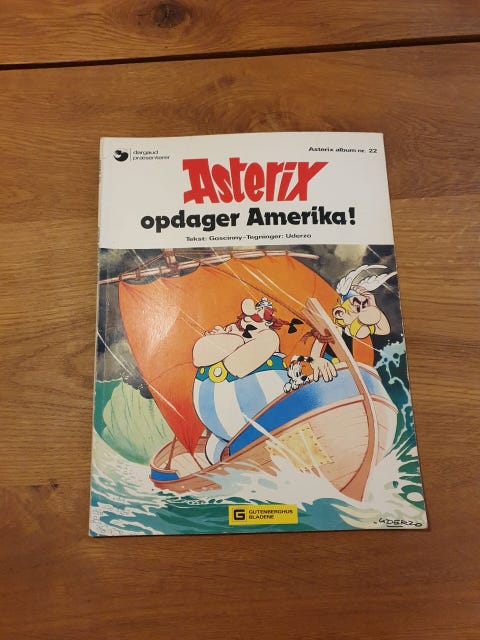 dargaud
præsenterer
Asterix album nr. 22
Asterix
opdager Amerika!
Tekst: Goscinny-Tegninger: Uderzo
G GUTENBERGHUS
BLADENE
UDERZO